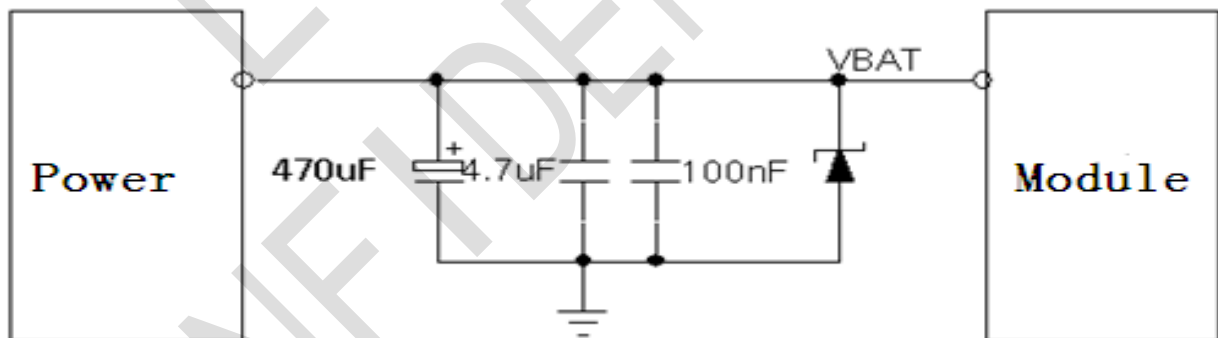 VBAT
Power
470uF
+
4.7uF
100nF
Module